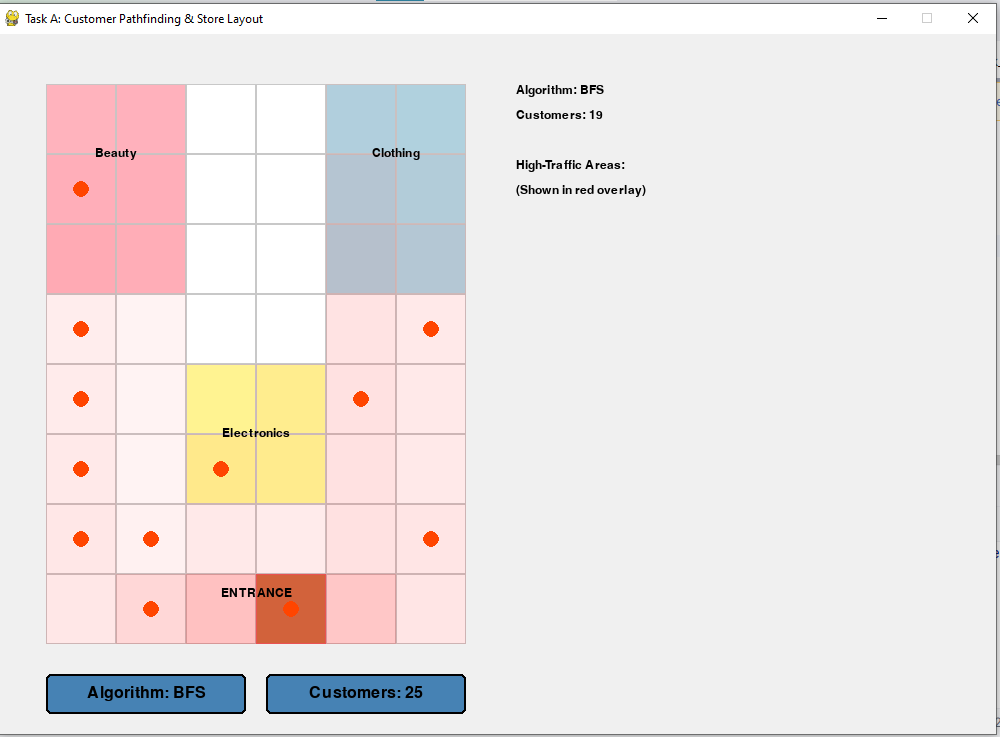 Task A: Customer Pathfinding & Store Layout
Algorithm: BFS
Customers: 19
High-Traffic Areas:
(Shown in red overlay)
Beauty
Clothing
Electronics
ENTRANCE
Algorithm: BFS
Customers: 25